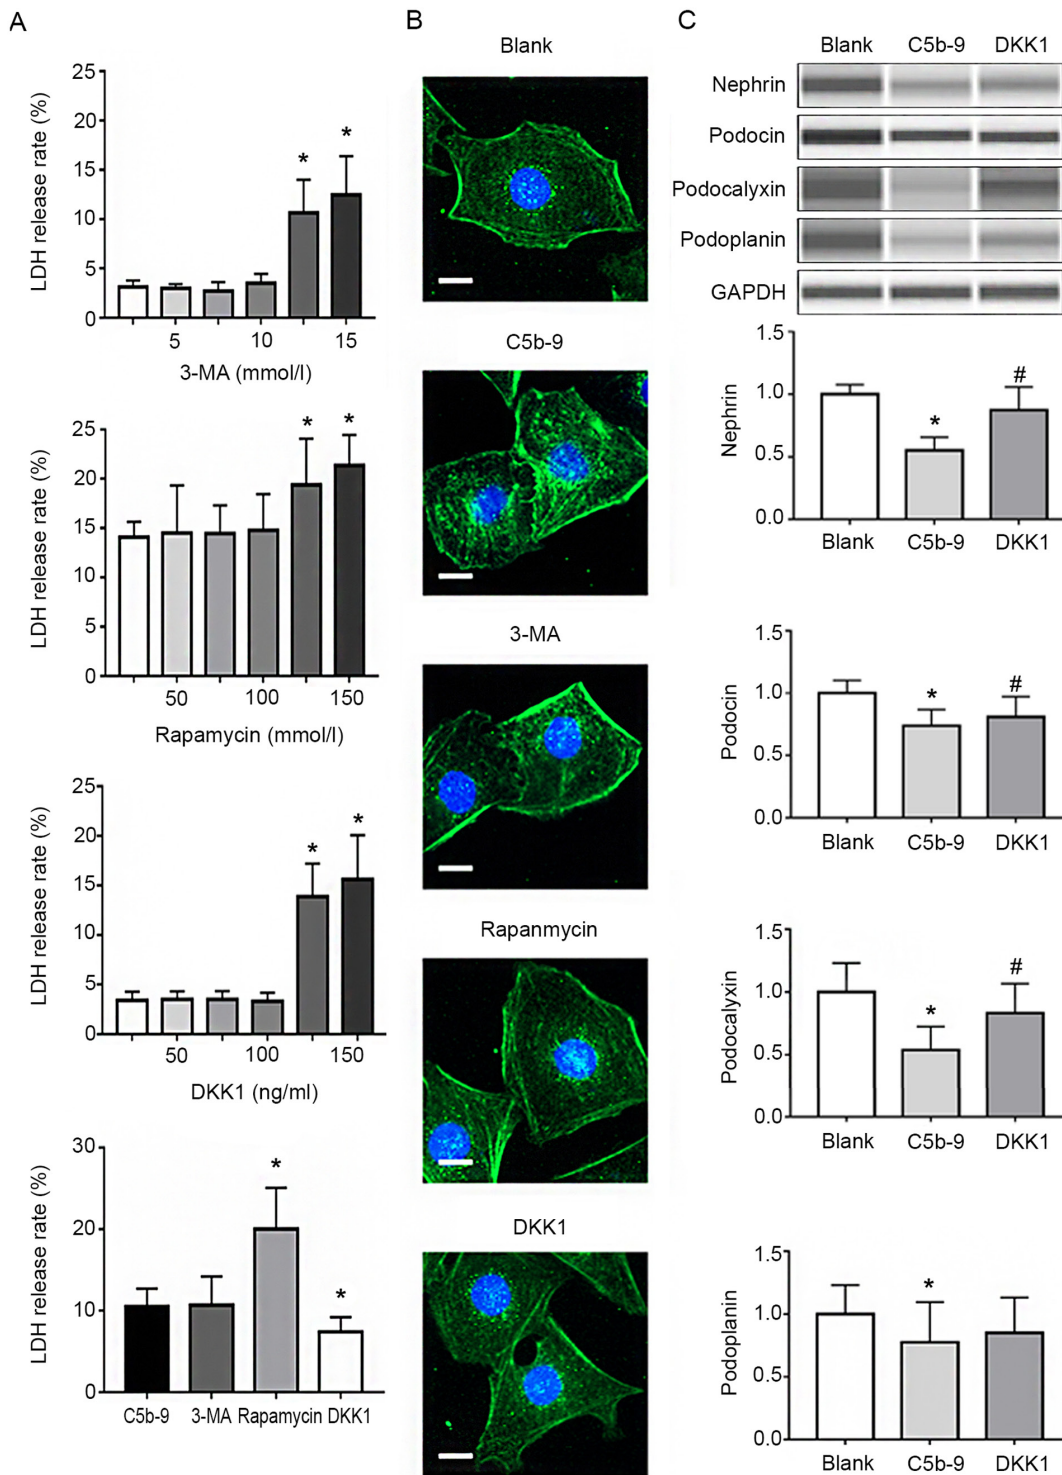 A
25
20
15
10
5
0
LDH release rate (%)
*
*
5 10 15
3-MA (mmol/l)
25
20
15
10
5
0
LDH release rate (%)
*
*
50 100 150
Rapamycin (mmol/l)
25
20
15
10
5
0
LDH release rate (%)
*
*
50 100 150
DKK1 (ng/ml)
30
20
10
0
LDH release rate (%)
*
*
C5b-9 3-MA Rapamycin DKK1
B
Blank
C5b-9
3-MA
Rapanmycin
DKK1
C
Blank C5b-9 DKK1
Nephrin
Podocin
Podocalyxin
Podoplanin
GAPDH
1.5
1.0
0.5
0.0
Nephrin
*
#
Blank C5b-9 DKK1
1.5
1.0
0.5
0.0
Podocin
*
#
Blank C5b-9 DKK1
1.5
1.0
0.5
0.0
Podocalyxin
*
#
Blank C5b-9 DKK1
1.5
1.0
0.5
0.0
Podoplanin
*
Blank C5b-9 DKK1